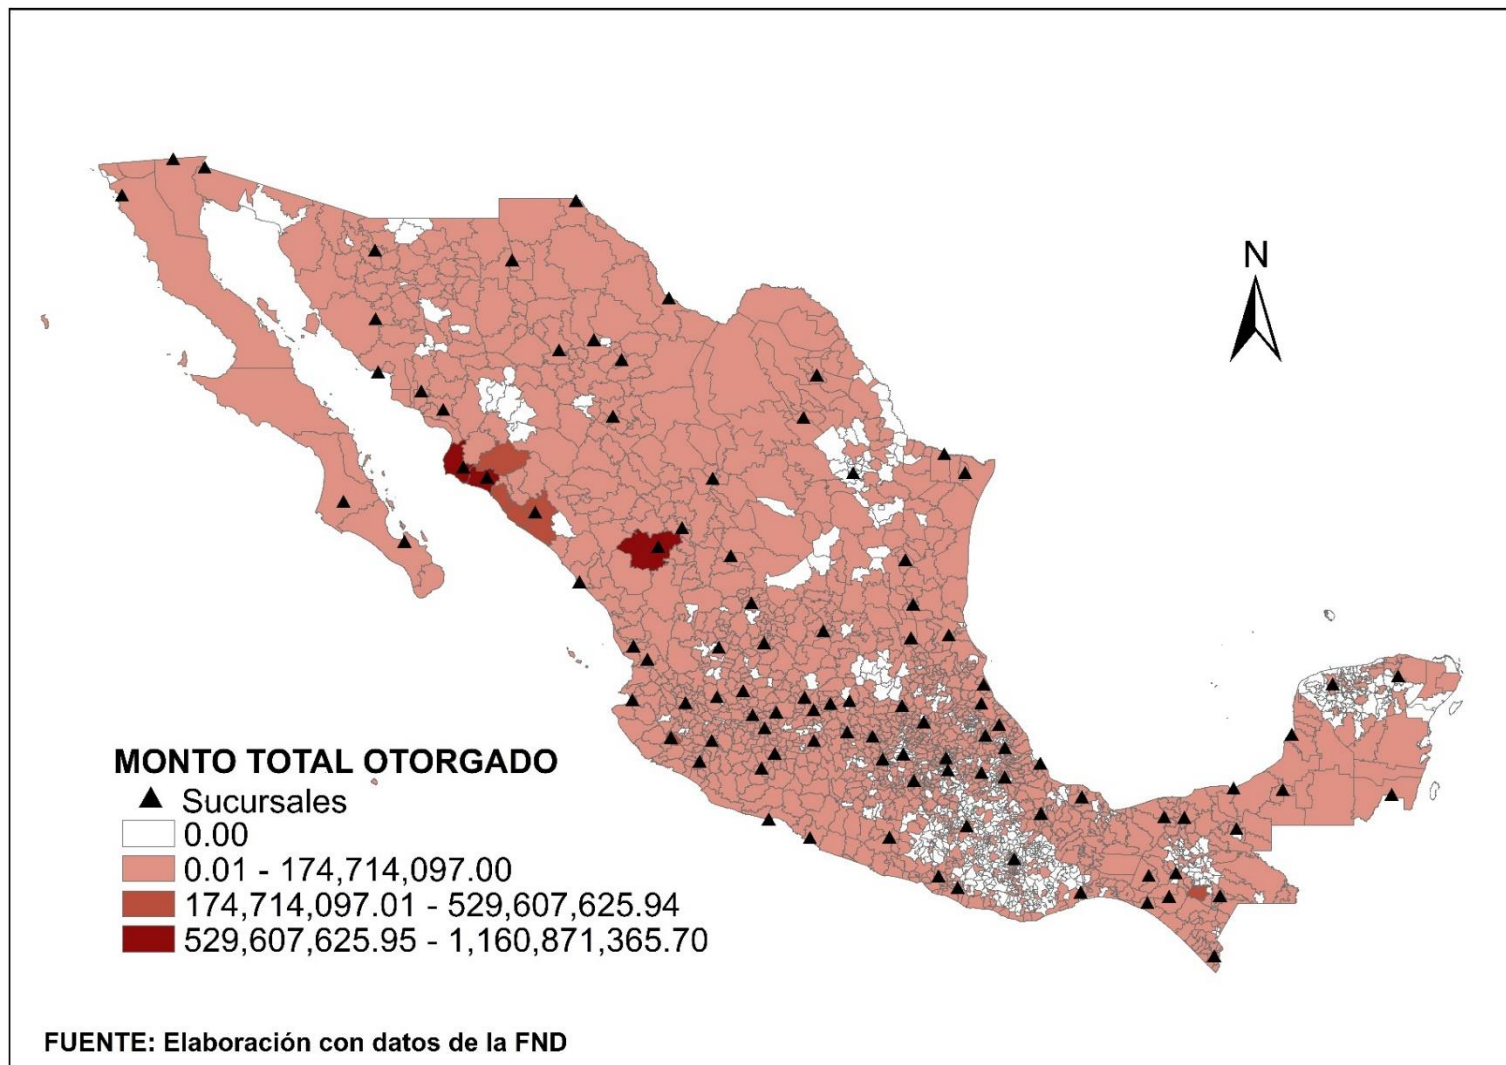 N
MONTO TOTAL OTORGADO
Sucursales
0.00
0.01 - 174,714,097.00
174,714,097.01 - 529,607,625.94
529,607,625.95 - 1,160,871,365.70
FUENTE: Elaboración con datos de la FND